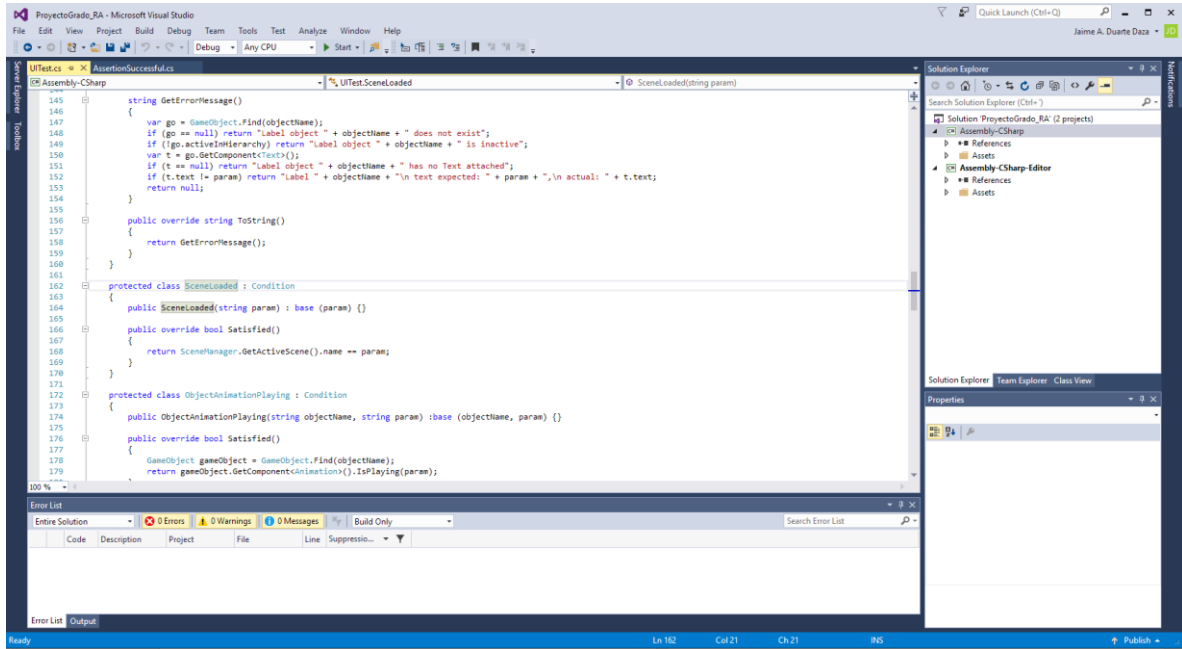 ProyectoGrado_RA - Microsoft Visual Studio
Quick Launch (Ctrl+Q)
File Edit View Project Build Debug Team Tools Test Analyze Window Help
Jaime A. Duarte Daza JD
Debug Any CPU Start
Server Explorer
Toolbox
UITest.cs AssertionSuccessful.cs
Assembly-CSharp UITest.SceneLoaded SceneLoaded(string param)
145 string GetErrorMessage()
146 {
147 var go = GameObject.Find(objectName);
148 if (go == null) return "Label object " + objectName + " does not exist";
149 if (!go.activeInHierarchy) return "Label object " + objectName + " is inactive";
150 var t = go.GetComponent<Text>();
151 if (t == null) return "Label object " + objectName + " has no Text attached";
152 if (t.text != param) return "Label " + objectName + "\n text expected: " + param + ",\n actual: " + t.text;
153 return null;
154 }
155
156 public override string ToString()
157 {
158 return GetErrorMessage();
159 }
160 }
161
162 protected class SceneLoaded : Condition
163 {
164 public SceneLoaded(string param) : base (param) {}
165
166 public override bool Satisfied()
167 {
168 return SceneManager.GetActiveScene().name == param;
169 }
170 }
171
172 protected class ObjectAnimationPlaying : Condition
173 {
174 public ObjectAnimationPlaying(string objectName, string param) :base (objectName, param) {}
175
176 public override bool Satisfied()
177 {
178 GameObject gameObject = GameObject.Find(objectName);
179 return gameObject.GetComponent<Animation>().IsPlaying(param);
100 %
Error List
Entire Solution 0 Errors 0 Warnings 0 Messages Build Only Search Error List
Code Description Project File Line Suppressio...
Error List Output
Solution Explorer
Search Solution Explorer (Ctrl+`)
Solution 'ProyectoGrado_RA' (2 projects)
Assembly-CSharp
References
Assets
Assembly-CSharp-Editor
References
Assets
Solution Explorer Team Explorer Class View
Properties
Notifications
Ready Ln 162 Col 21 Ch 21 INS Publish